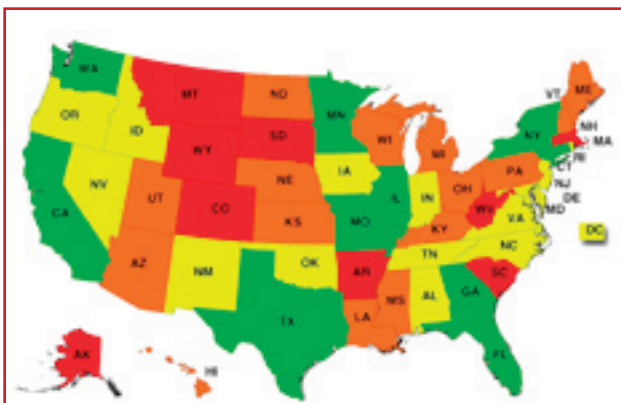 WA
MT
ND
MN
VT
ME
OR
ID
SD
WI
NY
NH
MA
WY
MI
RI
CT
NE
IA
PA
NJ
NV
IL
IN
OH
DE
UT
CO
WV
MD
VA
DC
CA
KS
MO
KY
NC
TN
AZ
NM
OK
AR
SC
MS
AL
GA
TX
LA
AK
HI
FL